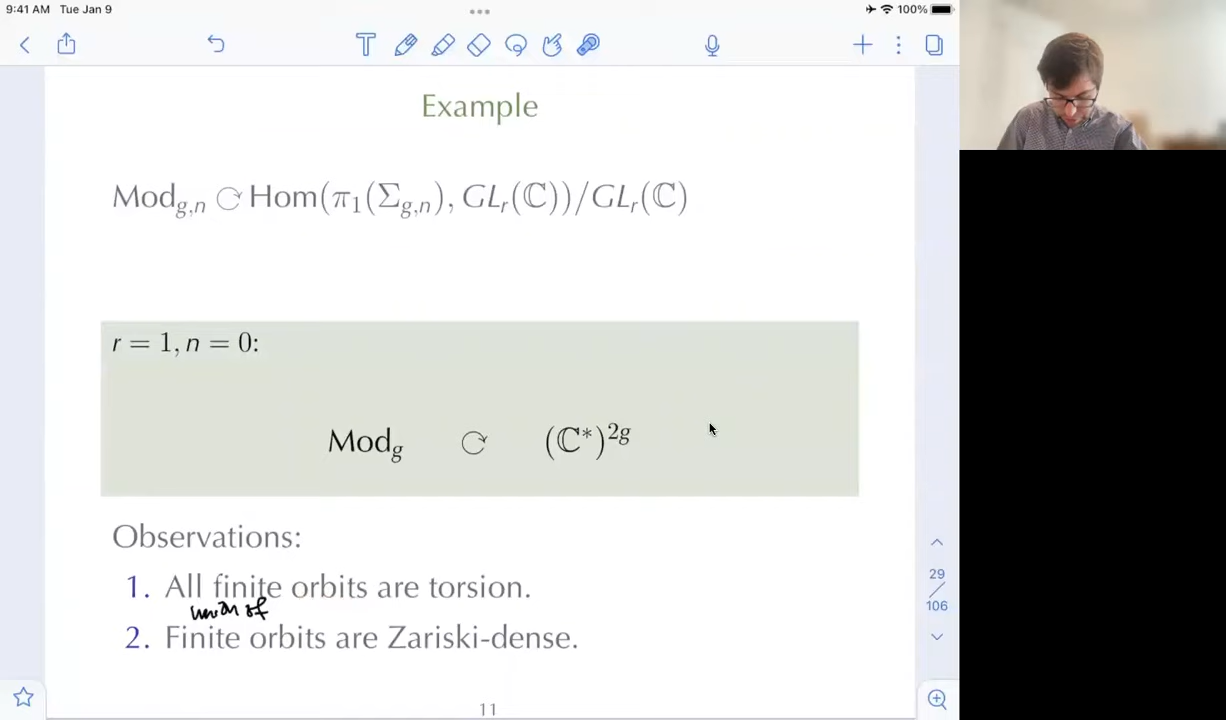 9:41 AM Tue Jan 9
100%
Example
Mod_{g,n} ⟳ Hom(π₁(Σ_{g,n}), GL_r(ℂ))/GL_r(ℂ)
r = 1, n = 0:
Mod_g ⟳ (ℂ*)^{2g}
Observations:
1. All finite orbits are torsion.
union of
2. Finite orbits are Zariski-dense.
29
/
106
11